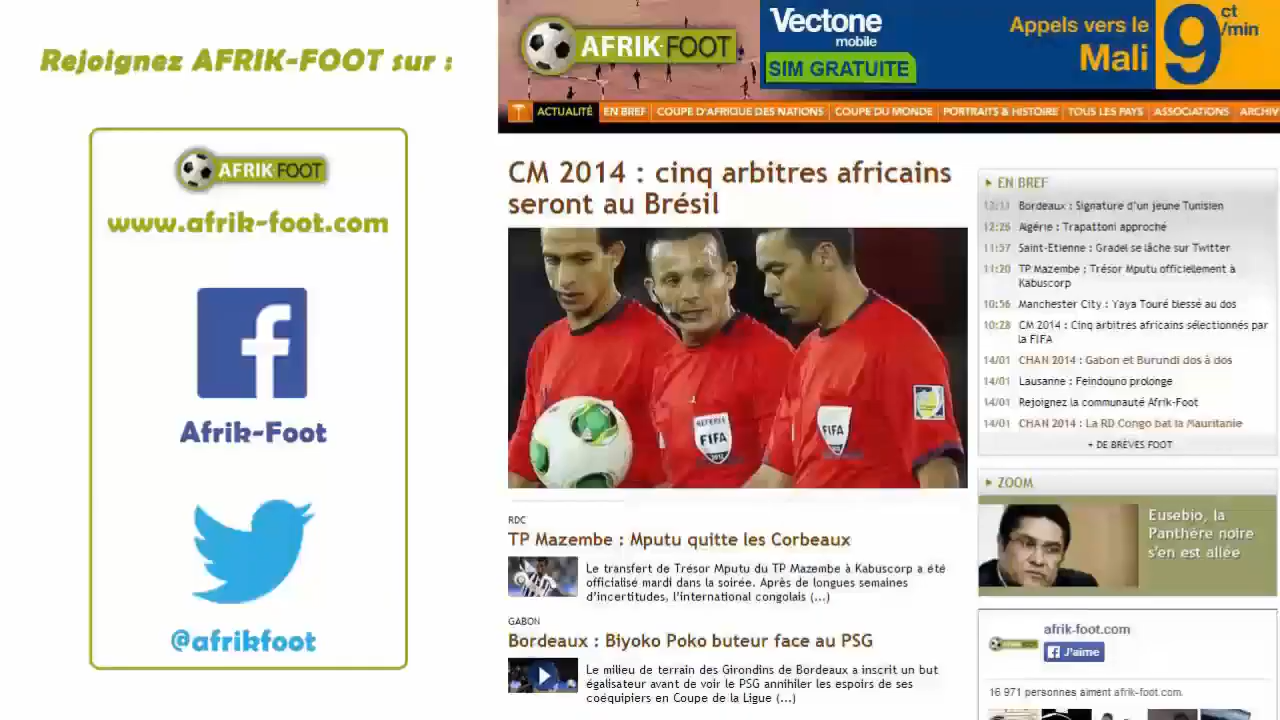 Rejoignez AFRIK-FOOT sur :
AFRIK FOOT
www.afrik-foot.com
f
Afrik-Foot
@afrikfoot
AFRIK-FOOT
Vectone
mobile
SIM GRATUITE
Appels vers le
Mali
9 ct
/min
ACTUALITÉ
EN BREF
COUPE D'AFRIQUE DES NATIONS
COUPE DU MONDE
PORTRAITS & HISTOIRE
TOUS LES PAYS
ASSOCIATIONS
ARCHIV
CM 2014 : cinq arbitres africains
seront au Brésil
REFEREE
FIFA
2012
FIFA
RDC
TP Mazembe : Mputu quitte les Corbeaux
Le transfert de Trésor Mputu du TP Mazembe à Kabuscorp a été
officialisé mardi dans la soirée. Après de longues semaines
d'incertitudes, l'international congolais (...)
GABON
Bordeaux : Biyoko Poko buteur face au PSG
Le milieu de terrain des Girondins de Bordeaux a inscrit un but
égalisateur avant de voir le PSG annihiler les espoirs de ses
coéquipiers en Coupe de la Ligue (...)
EN BREF
Bordeaux : Signature d'un jeune Tunisien
12:26 Algérie : Trapattoni approché
11:57 Saint-Etienne : Gradel se lâche sur Twitter
11:20 TP Mazembe : Trésor Mputu officiellement à
Kabuscorp
10:56 Manchester City : Yaya Touré blessé au dos
10:28 CM 2014 : Cinq arbitres africains sélectionnés par
la FIFA
14/01 CHAN 2014 : Gabon et Burundi dos à dos
14/01 Lausanne : Feindouno prolonge
14/01 Rejoignez la communauté Afrik-Foot
14/01 CHAN 2014 : La RD Congo bat la Mauritanie
+ DE BRÈVES FOOT
ZOOM
Eusebio, la
Panthère noire
s'en est allée
afrik-foot.com
f J'aime
16 971 personnes aiment afrik-foot.com.